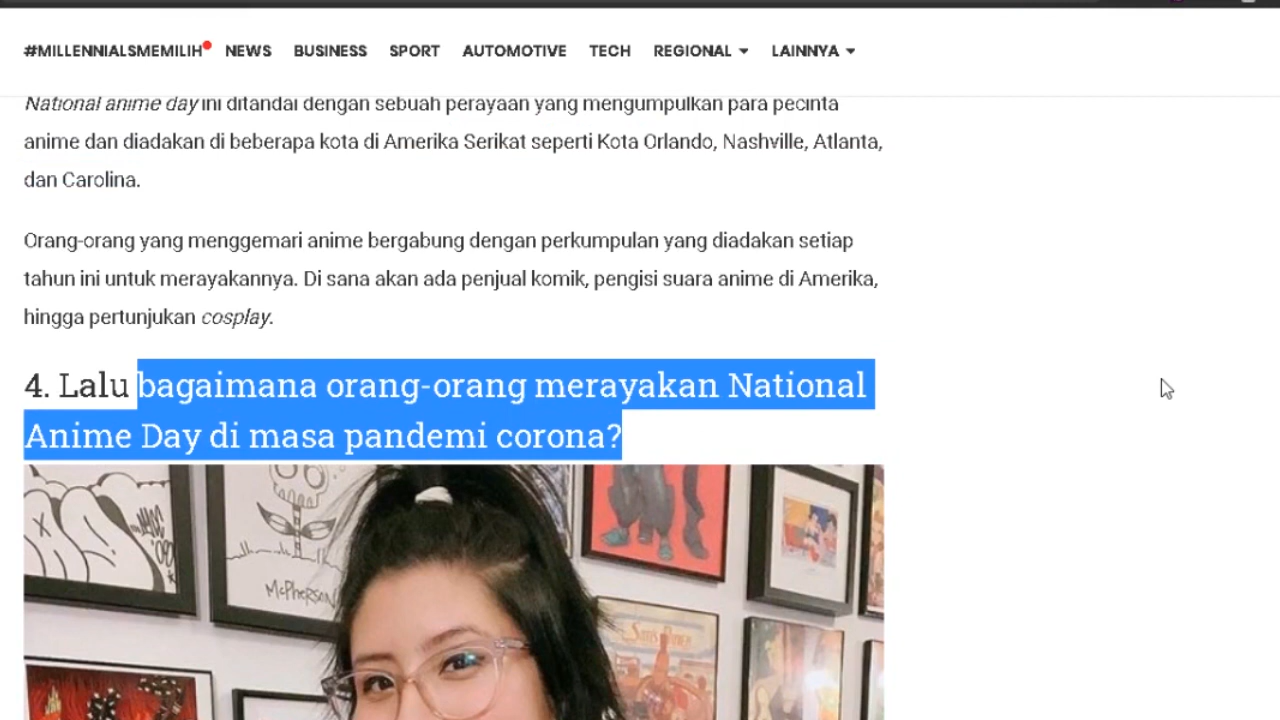 #MILLENNIALSMEMILIH NEWS BUSINESS SPORT AUTOMOTIVE TECH REGIONAL LAINNYA
National anime day ini ditandai dengan sebuah perayaan yang mengumpulkan para pecinta
anime dan diadakan di beberapa kota di Amerika Serikat seperti Kota Orlando, Nashville, Atlanta,
dan Carolina.
Orang-orang yang menggemari anime bergabung dengan perkumpulan yang diadakan setiap
tahun ini untuk merayakannya. Di sana akan ada penjual komik, pengisi suara anime di Amerika,
hingga pertunjukan cosplay.
4. Lalu bagaimana orang-orang merayakan National
Anime Day di masa pandemi corona?
McPherson